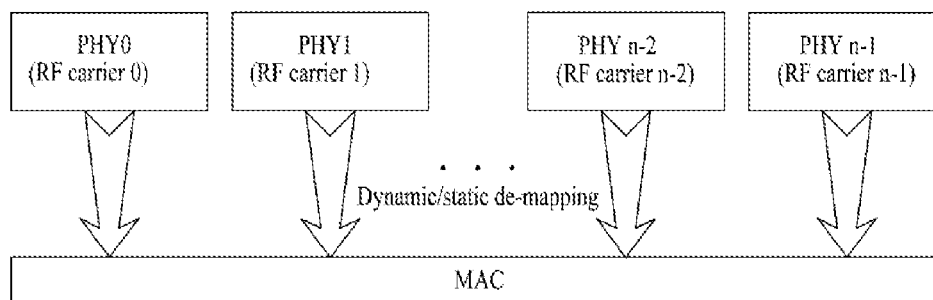 PHY0
(RF carrier 0)
PHY1
(RF carrier 1)
PHY n-2
(RF carrier n-2)
PHY n-1
(RF carrier n-1)
. . .
Dynamic/static de-mapping
MAC